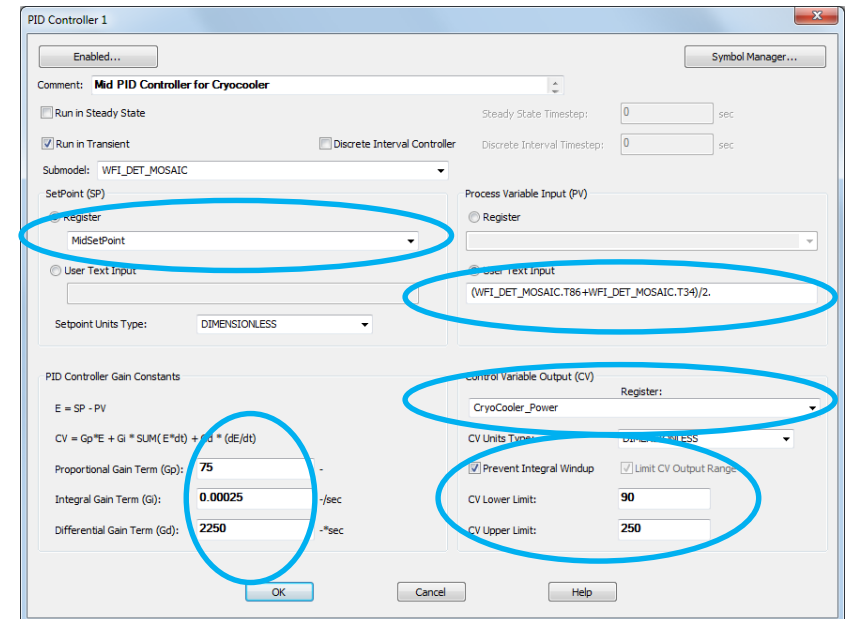 PID Controller 1
x
Enabled...
Symbol Manager...
Comment: Mid PID Controller for Cryocooler
Run in Steady State
Steady State Timestep: 0 sec
Run in Transient
Discrete Interval Controller
Discrete Interval Timestep: 0 sec
Submodel: WFI_DET_MOSAIC
SetPoint (SP)
Register
MidSetPoint
User Text Input
Setpoint Units Type: DIMENSIONLESS
Process Variable Input (PV)
Register
User Text Input
(WFI_DET_MOSAIC.T86+WFI_DET_MOSAIC.T34)/2.
PID Controller Gain Constants
E = SP - PV
CV = Gp*E + Gi * SUM( E*dt) + Gd * (dE/dt)
Proportional Gain Term (Gp): 75 -
Integral Gain Term (Gi): 0.00025 -/sec
Differential Gain Term (Gd): 2250 -*sec
Control Variable Output (CV)
Register:
CryoCooler_Power
CV Units Type: DIMENSIONLESS
Prevent Integral Windup
Limit CV Output Range
CV Lower Limit: 90
CV Upper Limit: 250
OK
Cancel
Help